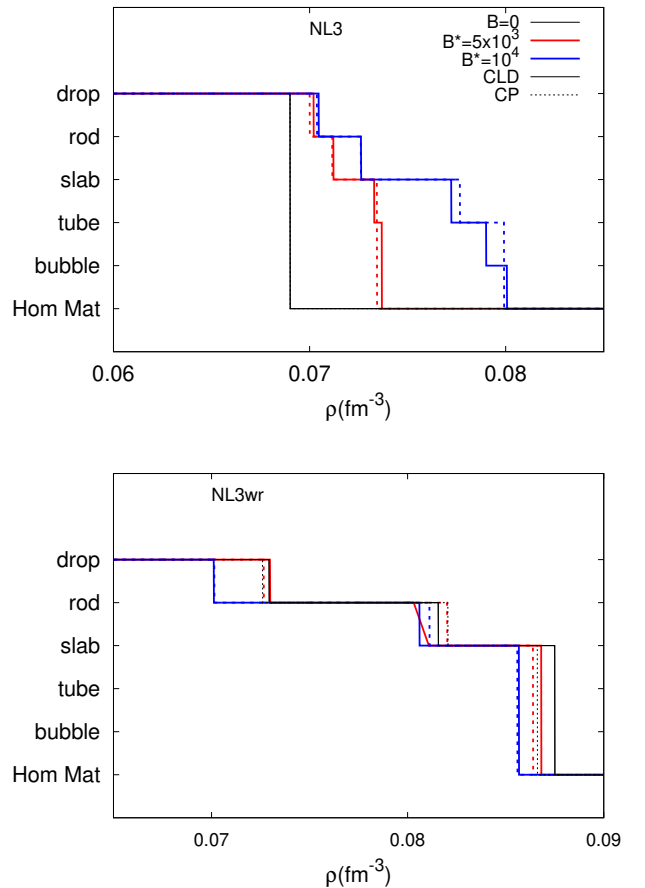 NL3
B=0
B*=5x10³
B*=10⁴
CLD
CP
drop
rod
slab
tube
bubble
Hom Mat
0.06 0.07 0.08
ρ(fm⁻³)
NL3wr
drop
rod
slab
tube
bubble
Hom Mat
0.07 0.08 0.09
ρ(fm⁻³)